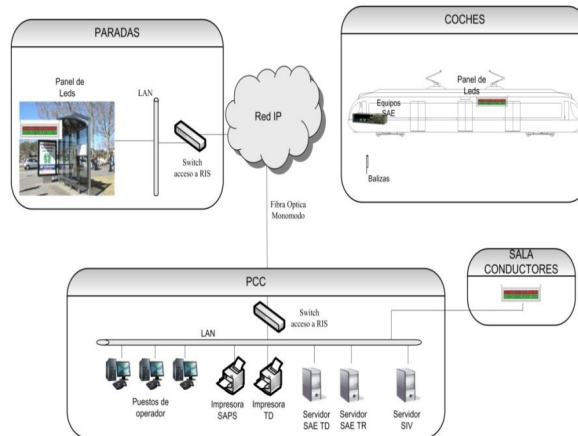 PARADAS
Panel de
Leds
LAN
Switch
acceso a RIS
Red IP
COCHES
Panel de
Leds
Equipos
SAE
Balizas
Fibra Optica
Monomodo
SALA
CONDUCTORES
PCC
Switch
acceso a RIS
LAN
Puestos de
operador
Impresora
SAPS
Impresora
TD
Servidor
SAE TD
Servidor
SAE TR
Servidor
SIV